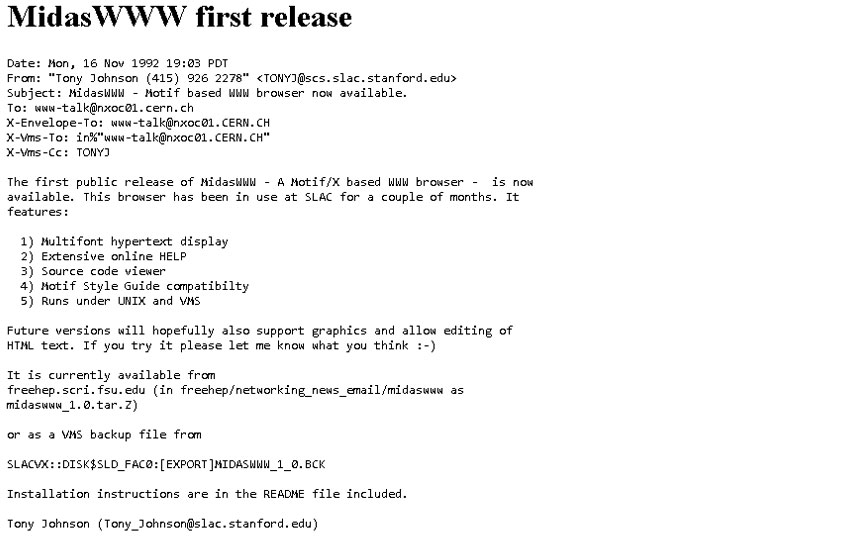 MidasWWW first release
Date: Mon, 16 Nov 1992 19:03 PDT
From: "Tony Johnson (415) 926 2278" <TONYJ@scs.slac.stanford.edu>
Subject: MidasWWW - Motif based WWW browser now available.
To: www-talk@nxoc01.cern.ch
X-Envelope-To: www-talk@nxoc01.CERN.CH
X-Vms-To: in%"www-talk@nxoc01.CERN.CH"
X-Vms-Cc: TONYJ
The first public release of MidasWWW - A Motif/X based WWW browser -  is now
available. This browser has been in use at SLAC for a couple of months. It
features:
1) Multifont hypertext display
2) Extensive online HELP
3) Source code viewer
4) Motif Style Guide compatibilty
5) Runs under UNIX and VMS
Future versions will hopefully also support graphics and allow editing of
HTML text. If you try it please let me know what you think :-)
It is currently available from
freehep.scri.fsu.edu (in freehep/networking_news_email/midaswww as
midaswww_1.0.tar.Z)
or as a VMS backup file from
SLACVX::DISK$SLD_FAC0:[EXPORT]MIDASWWW_1_0.BCK
Installation instructions are in the README file included.
Tony Johnson (Tony_Johnson@slac.stanford.edu)